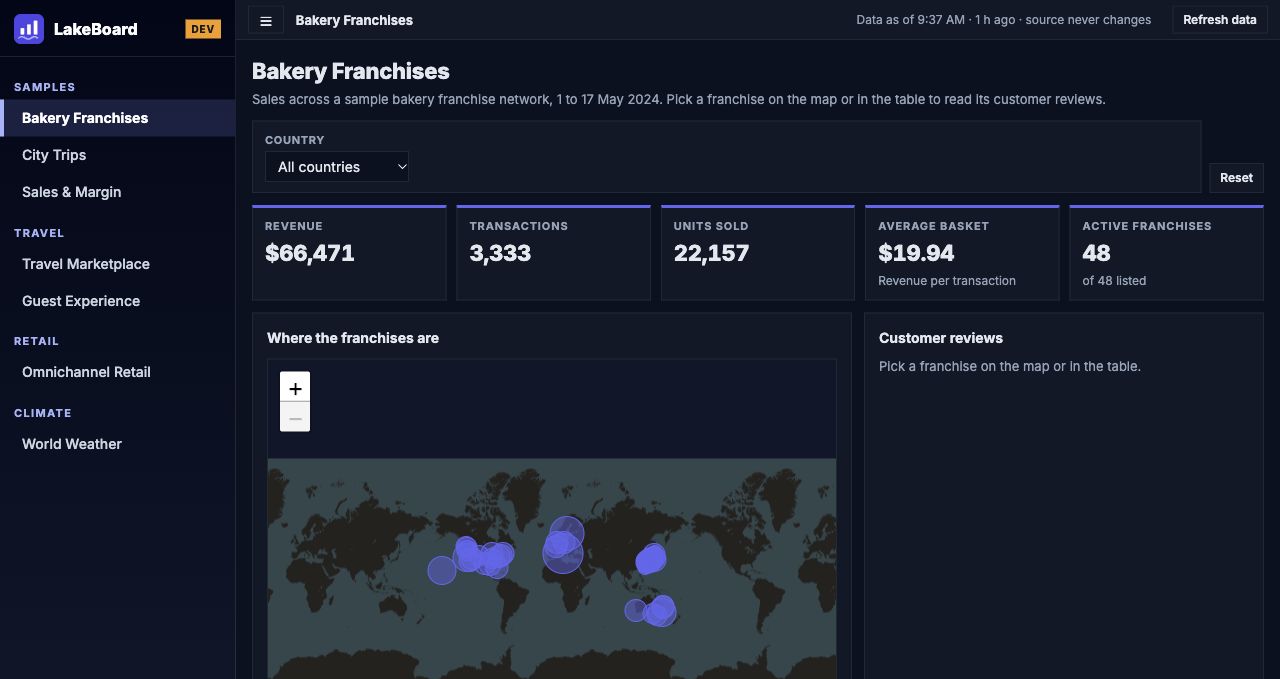 LakeBoard
DEV
SAMPLES
Bakery Franchises
City Trips
Sales & Margin
TRAVEL
Travel Marketplace
Guest Experience
RETAIL
Omnichannel Retail
CLIMATE
World Weather
☰
Bakery Franchises
Data as of 9:37 AM · 1 h ago · source never changes
Refresh data
Bakery Franchises
Sales across a sample bakery franchise network, 1 to 17 May 2024. Pick a franchise on the map or in the table to read its customer reviews.
COUNTRY
All countries
Reset
REVENUE
$66,471
TRANSACTIONS
3,333
UNITS SOLD
22,157
AVERAGE BASKET
$19.94
Revenue per transaction
ACTIVE FRANCHISES
48
of 48 listed
Where the franchises are
+
−
Customer reviews
Pick a franchise on the map or in the table.